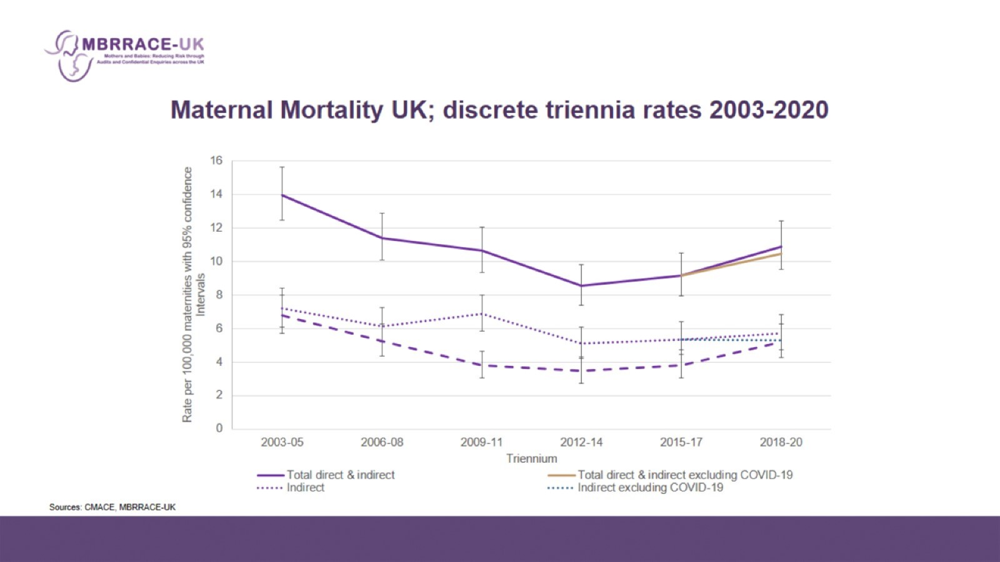 MBRRACE-UK
Mothers and Babies: Reducing Risk through
Audits and Confidential Enquiries across the UK
Maternal Mortality UK; discrete triennia rates 2003-2020
Rate per 100,000 maternities with 95% confidence
Intervals
16
14
12
10
8
6
4
2
0
2003-05 2006-08 2009-11 2012-14 2015-17 2018-20
Triennium
Total direct & indirect Total direct & indirect excluding COVID-19
Indirect Indirect excluding COVID-19
Sources: CMACE, MBRRACE-UK